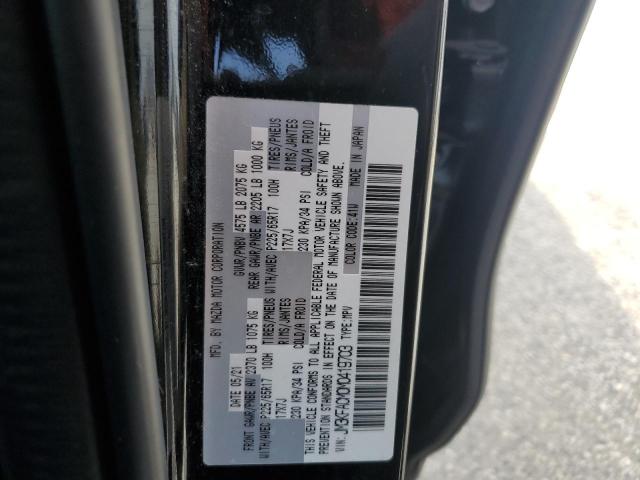 MFD. BY MAZDA MOTOR CORPORATION
DATE 05/21 GVWR/PNBV 4575 LB 2075 KG
FRONT GAWR/PNBE AV 2370 LB 1075 KG REAR GAWR/PNBE AR 2205 LB 1000 KG
WITH/AVEC P225/65R17 100H TIRES/PNEUS WITH/AVEC P225/65R17 100H TIRES/PNEUS
17X7J RIMS/JANTES 17X7J RIMS/JANTES
230 KPA/34 PSI COLD/A FROID 230 KPA/34 PSI COLD/A FROID
THIS VEHICLE CONFORMS TO ALL APPLICABLE FEDERAL MOTOR VEHICLE SAFETY AND THEFT
PREVENTION STANDARDS IN EFFECT ON THE DATE OF MANUFACTURE SHOWN ABOVE.
VIN: TYPE:MPV COLOR CODE:41W MADE IN JAPAN